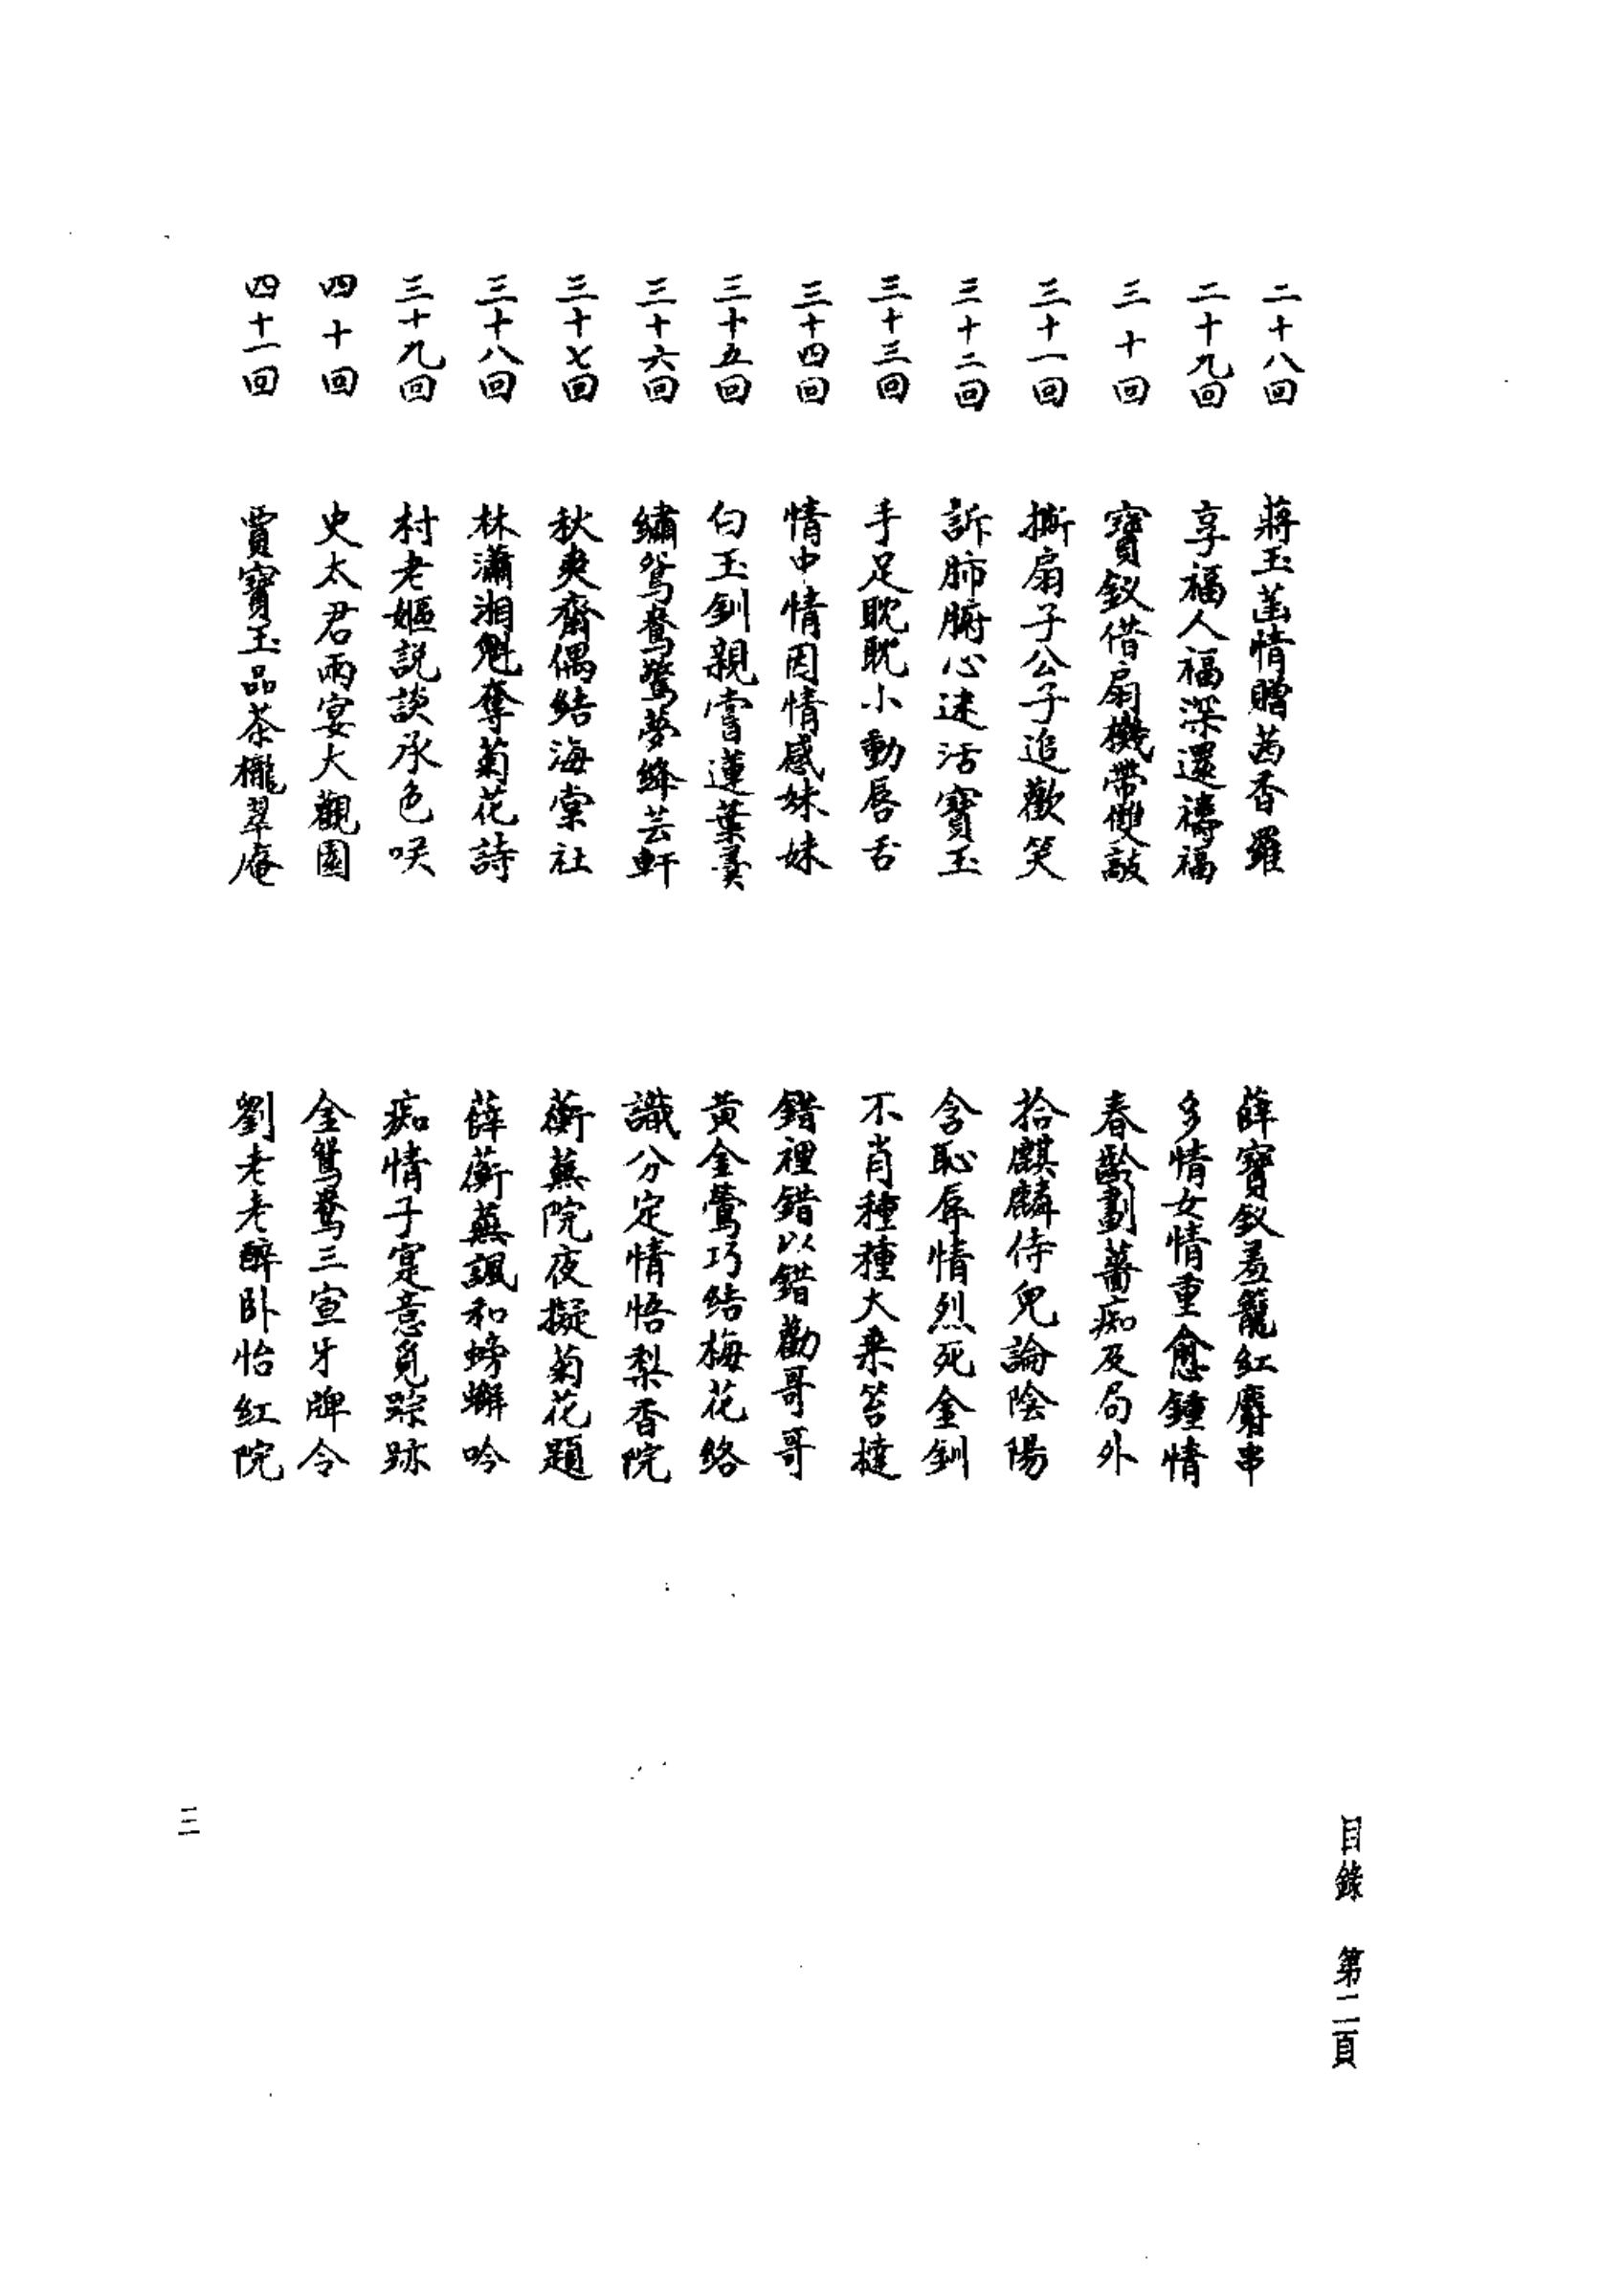 目錄 第二頁
二十八回 蔣玉菡情贈茜香羅 薛寶釵羞籠紅麝串
二十九回 享福人福深還禱福 多情女情重愈鍾情
三十回 寶釵借扇機帶雙敲 春齡劃薔痴及局外
三十一回 撕扇子公子追歡笑 拾麒麟侍兒論陰陽
三十二回 訴肺腑心迷活寶玉 含恥辱情烈死金釧
三十三回 手足耽耽小動唇舌 不肖種種大承笞撻
三十四回 情中情因情感妹妹 錯裡錯以錯勸哥哥
三十五回 白玉釧親嘗蓮葉羹 黃金鶯巧結梅花絡
三十六回 繡鴛鴦驚夢絳芸軒 識分定情悟梨香院
三十七回 秋爽齋偶結海棠社 蘅蕪院夜擬菊花題
三十八回 林瀟湘魁奪菊花詩 薛蘅蕪諷和螃蠏吟
三十九回 村老嫗説談承色咲 痴情子寔意覓踪跡
四十回 史太君兩宴大觀園 金鴛鴦三宣牙牌令
四十一回 賈寶玉品茶櫳翠庵 劉老老醉卧怡紅院
三